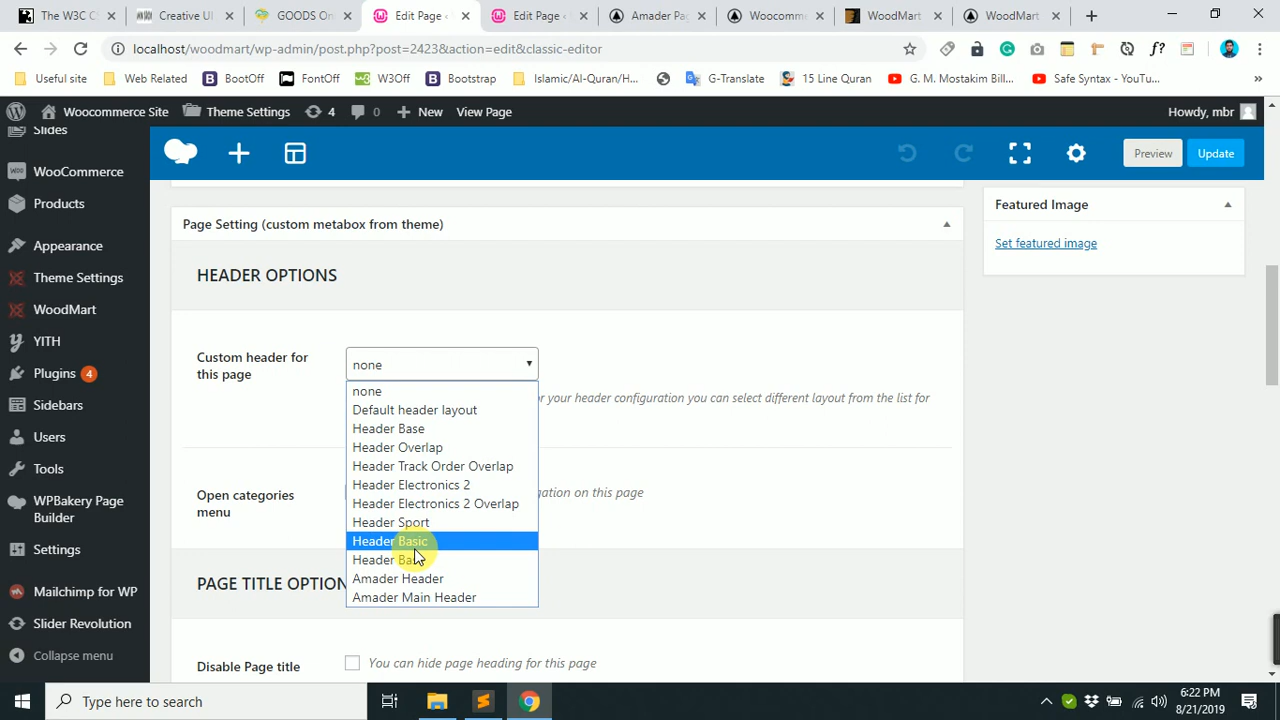 The W3C C
Creative UI
GOODS On
Edit Page ‹
Edit Page ‹
Amader Pa
Woocomm
WoodMart
WoodMart
localhost/woodmart/wp-admin/post.php?post=2423&action=edit&classic-editor
Useful site
Web Related
BootOff
FontOff
W3Off
Bootstrap
Islamic/Al-Quran/H...
G-Translate
15 Line Quran
G. M. Mostakim Bill...
Safe Syntax - YouTu...
Woocommerce Site
Theme Settings
4
0
New
View Page
Howdy, mbr
Slides
WooCommerce
Products
Appearance
Theme Settings
WoodMart
YITH
Plugins 4
Sidebars
Users
Tools
WPBakery Page
Builder
Settings
Mailchimp for WP
Slider Revolution
Collapse menu
Preview
Update
Page Setting (custom metabox from theme)
HEADER OPTIONS
Custom header for
this page
none
none
Default header layout
Header Base
Header Overlap
Header Track Order Overlap
Header Electronics 2
Header Electronics 2 Overlap
Header Sport
Header Basic
Header
Amader Header
Amader Main Header
or your header configuration you can select different layout from the list for
Open categories
menu
gation on this page
PAGE TITLE OPTION
Disable Page title
You can hide page heading for this page
Featured Image
Set featured image
Type here to search
6:22 PM
8/21/2019